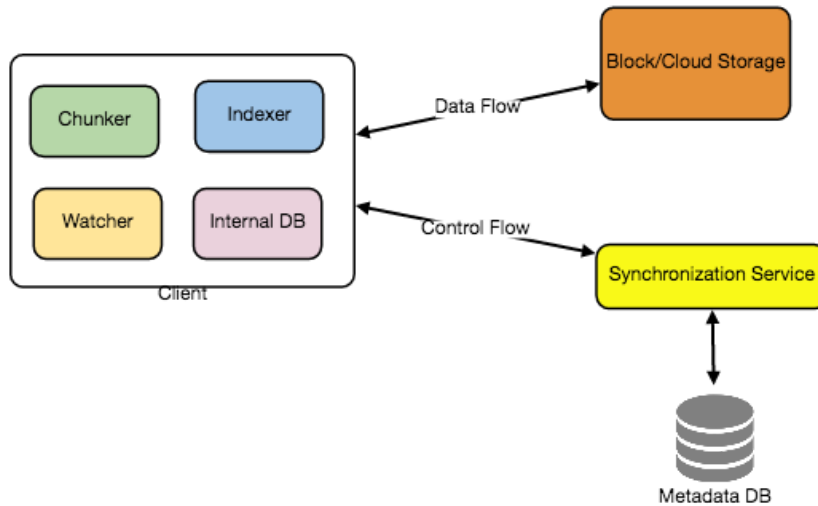 Block/Cloud Storage
Chunker
Indexer
Data Flow
Watcher
Internal DB
Control Flow
Client
Synchronization Service
Metadata DB